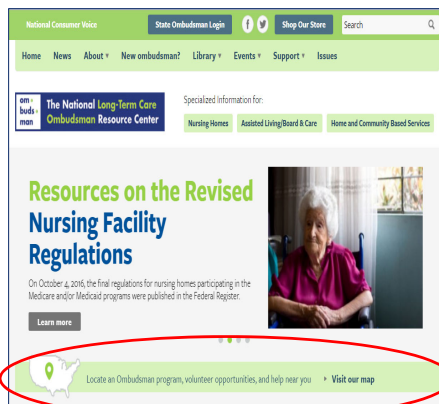 National Consumer Voice State Ombudsman Login f Shop Our Store Search
Home News About New ombudsman? Library Events Support Issues
om
buds
man
The National Long-Term Care
Ombudsman Resource Center
Specialized Information for:
Nursing Homes Assisted Living/Board & Care Home and Community Based Services
Resources on the Revised
Nursing Facility
Regulations
On October 4, 2016, the final regulations for nursing homes participating in the
Medicare and/or Medicaid programs were published in the Federal Register.
Learn more
Locate an Ombudsman program, volunteer opportunities, and help near you Visit our map